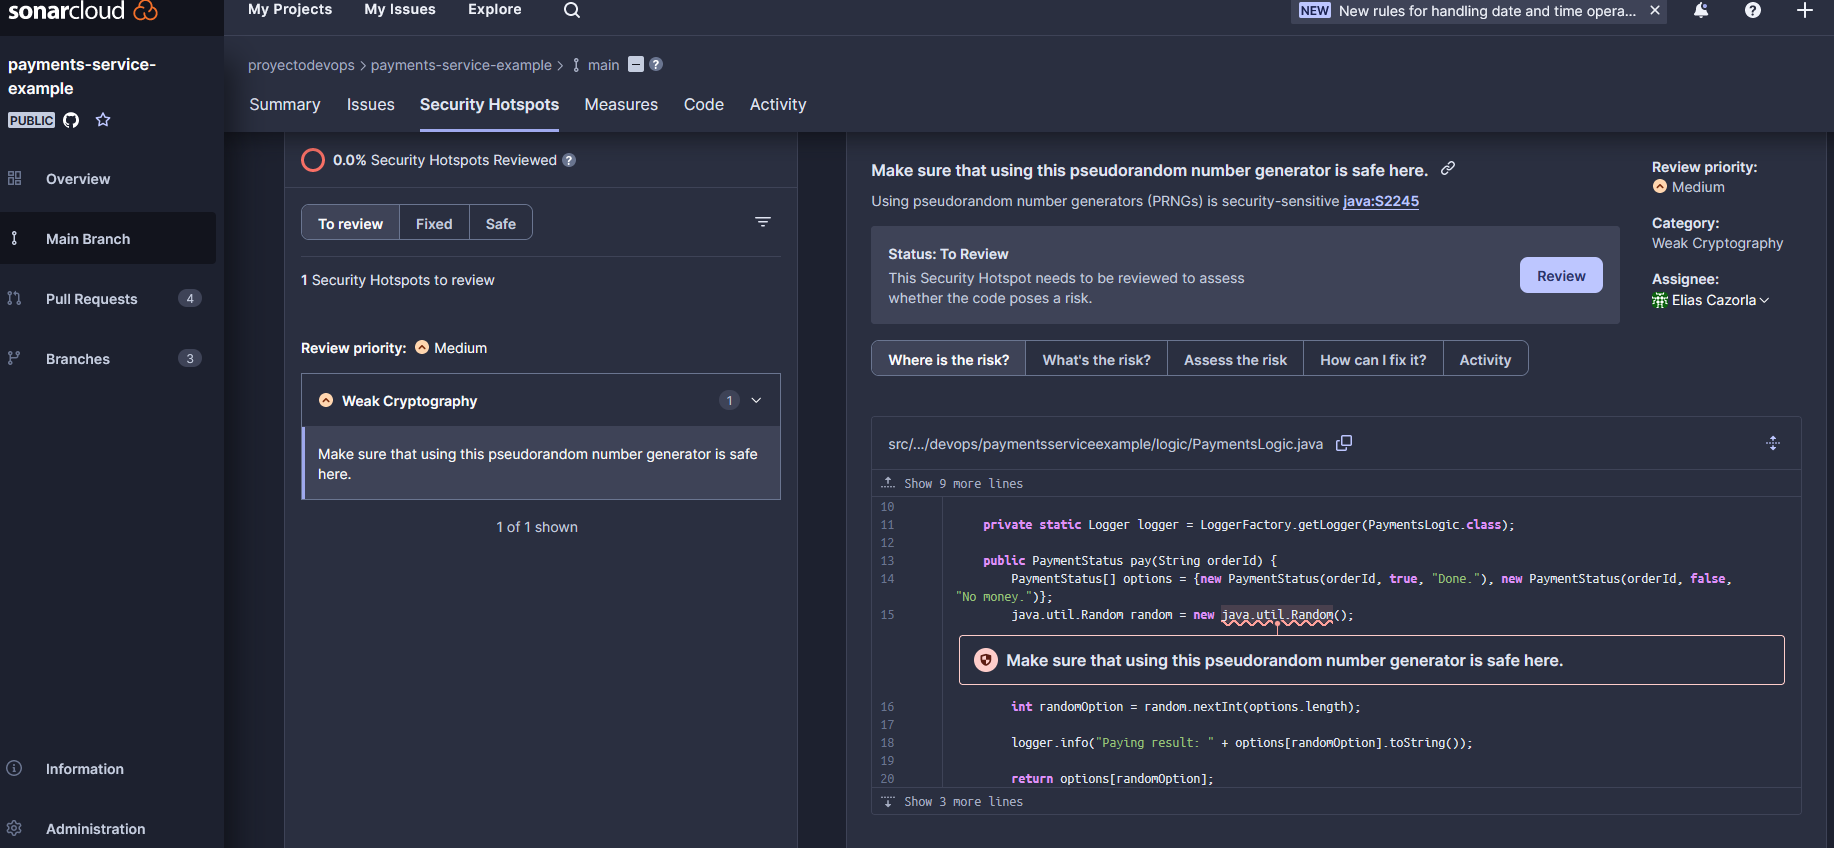 sonarcloud
My Projects
My Issues
Explore
NEW New rules for handling date and time opera...
payments-service-
example
PUBLIC
Overview
Main Branch
Pull Requests 4
Branches 3
Information
Administration
proyectodevops > payments-service-example > main
Summary
Issues
Security Hotspots
Measures
Code
Activity
0.0% Security Hotspots Reviewed
To review
Fixed
Safe
1 Security Hotspots to review
Review priority: Medium
Weak Cryptography 1
Make sure that using this pseudorandom number generator is safe
here.
1 of 1 shown
Make sure that using this pseudorandom number generator is safe here.
Using pseudorandom number generators (PRNGs) is security-sensitive java:S2245
Status: To Review
This Security Hotspot needs to be reviewed to assess
whether the code poses a risk.
Review
Review priority:
Medium
Category:
Weak Cryptography
Assignee:
Elias Cazorla
Where is the risk?
What's the risk?
Assess the risk
How can I fix it?
Activity
src/.../devops/paymentsserviceexample/logic/PaymentsLogic.java
Show 9 more lines
10
11 private static Logger logger = LoggerFactory.getLogger(PaymentsLogic.class);
12
13 public PaymentStatus pay(String orderId) {
14 PaymentStatus[] options = {new PaymentStatus(orderId, true, "Done."), new PaymentStatus(orderId, false,
"No money.")};
15 java.util.Random random = new java.util.Random();
Make sure that using this pseudorandom number generator is safe here.
16 int randomOption = random.nextInt(options.length);
17
18 logger.info("Paying result: " + options[randomOption].toString());
19
20 return options[randomOption];
Show 3 more lines